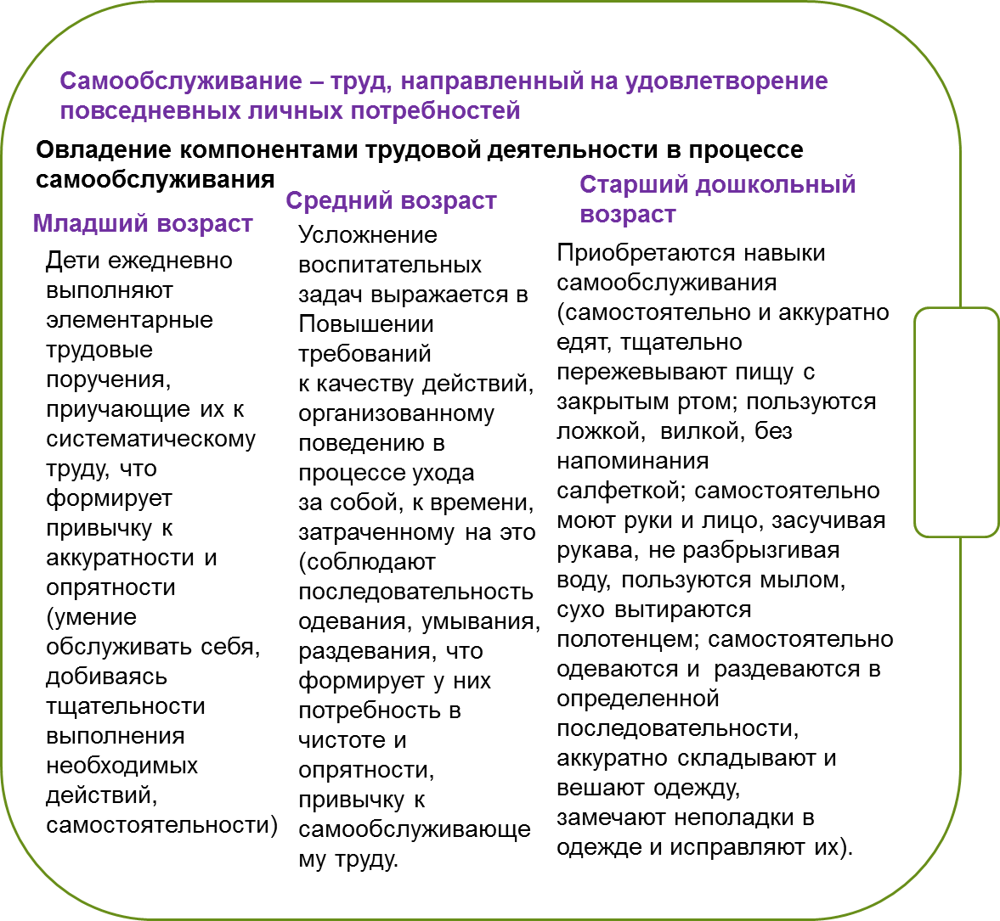 Самообслуживание – труд, направленный на удовлетворение
повседневных личных потребностей
Овладение компонентами трудовой деятельности в процессе
самообслуживания
Младший возраст
Дети ежедневно
выполняют
элементарные
трудовые
поручения,
приучающие их к
систематическому
труду, что
формирует
привычку к
аккуратности и
опрятности
(умение
обслуживать себя,
добиваясь
тщательности
выполнения
необходимых
действий,
самостоятельности)
Средний возраст
Усложнение
воспитательных
задач выражается в
Повышении
требований
к качеству действий,
организованному
поведению в
процессе ухода
за собой, к времени,
затраченному на это
(соблюдают
последовательность
одевания, умывания,
раздевания, что
формирует у них
потребность в
чистоте и
опрятности,
привычку к
самообслуживающе
му труду.
Старший дошкольный
возраст
Приобретаются навыки
самообслуживания
(самостоятельно и аккуратно
едят, тщательно
пережевывают пищу с
закрытым ртом; пользуются
ложкой, вилкой, без
напоминания
салфеткой; самостоятельно
моют руки и лицо, засучивая
рукава, не разбрызгивая
воду, пользуются мылом,
сухо вытираются
полотенцем; самостоятельно
одеваются и раздеваются в
определенной
последовательности,
аккуратно складывают и
вешают одежду,
замечают неполадки в
одежде и исправляют их).